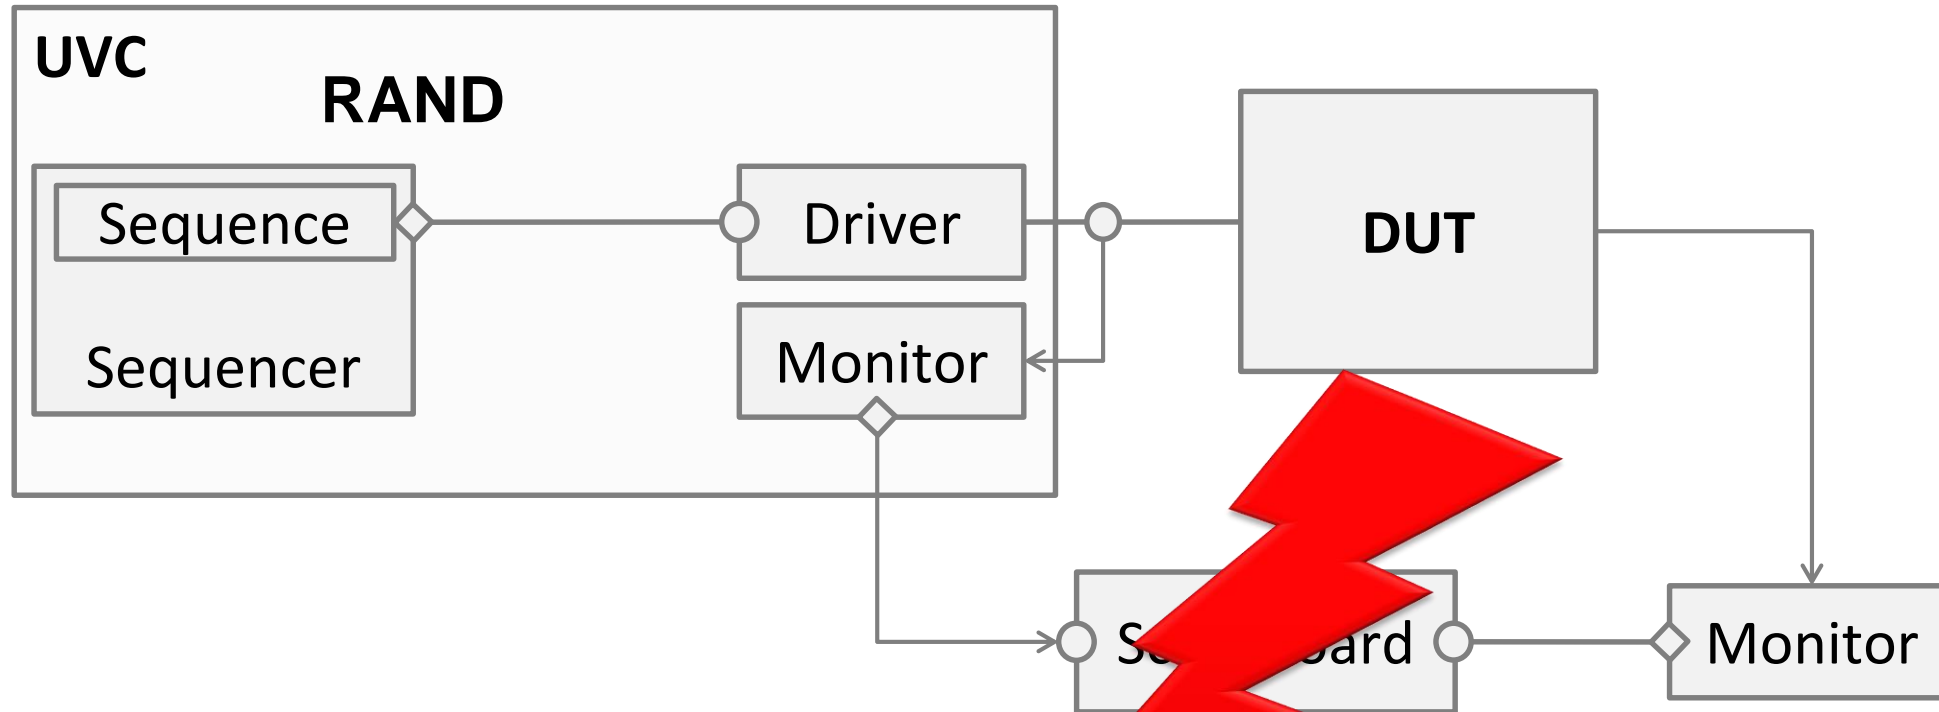 UVC
RAND
Sequence
Driver
DUT
Sequencer
Monitor
Monitor